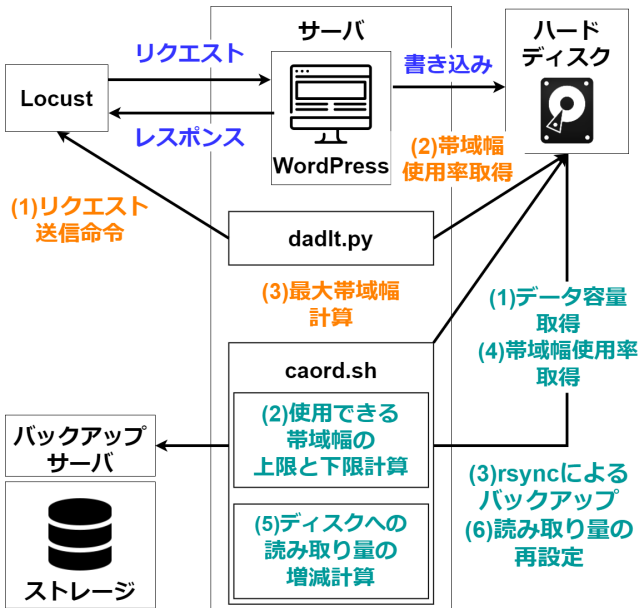 サーバ
ハード
ディスク
リクエスト
書き込み
Locust
レスポンス
WordPress
(2)帯域幅
使用率取得
(1)リクエスト
送信命令
dadlt.py
(3)最大帯域幅
計算
(1)データ容量
取得
(4)帯域幅使用率
取得
caord.sh
(2)使用できる
帯域幅の
上限と下限計算
バックアップ
サーバ
(3)rsyncによる
バックアップ
(6)読み取り量の
再設定
(5)ディスクへの
読み取り量の
増減計算
ストレージ